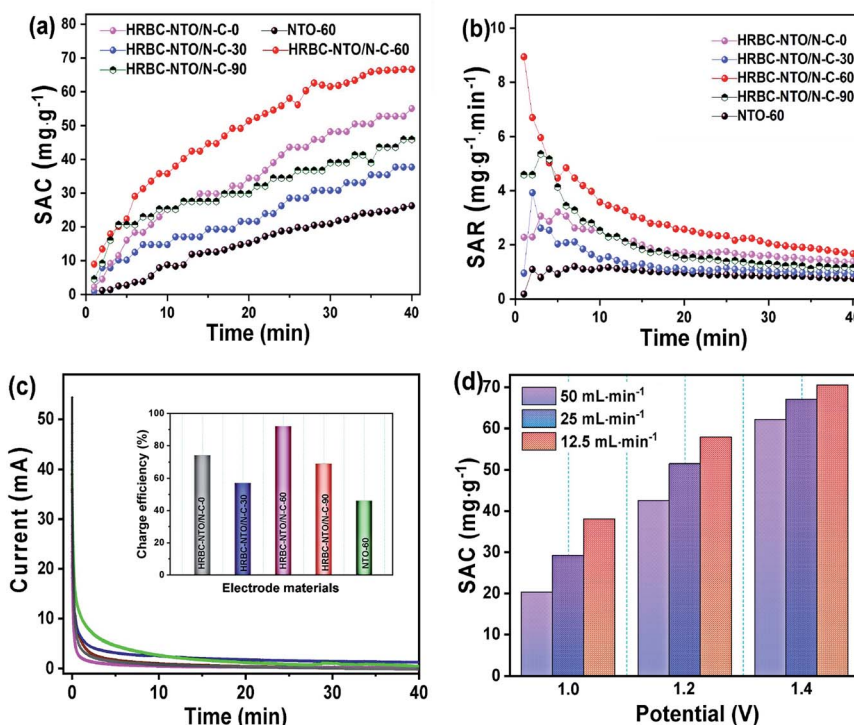 (a)
HRBC-NTO/N-C-0
NTO-60
HRBC-NTO/N-C-30
HRBC-NTO/N-C-60
HRBC-NTO/N-C-90
SAC (mg·g⁻¹)
80
70
60
50
40
30
20
10
0
0 5 10 15 20 25 30 35 40
Time (min)
(b)
HRBC-NTO/N-C-0
HRBC-NTO/N-C-30
HRBC-NTO/N-C-60
HRBC-NTO/N-C-90
NTO-60
SAR (mg·g⁻¹·min⁻¹)
10
8
6
4
2
0
0 10 20 30 40
Time (min)
(c)
Current (mA)
50
40
30
20
10
0
0 10 20 30 40
Time (min)
Charge efficiency (%)
100
80
60
40
20
0
HRBC-NTO/N-C-0
HRBC-NTO/N-C-30
HRBC-NTO/N-C-60
HRBC-NTO/N-C-90
NTO-60
Electrode materials
(d)
50 mL·min⁻¹
25 mL·min⁻¹
12.5 mL·min⁻¹
SAC (mg·g⁻¹)
70
60
50
40
30
20
10
0
1.0 1.2 1.4
Potential (V)